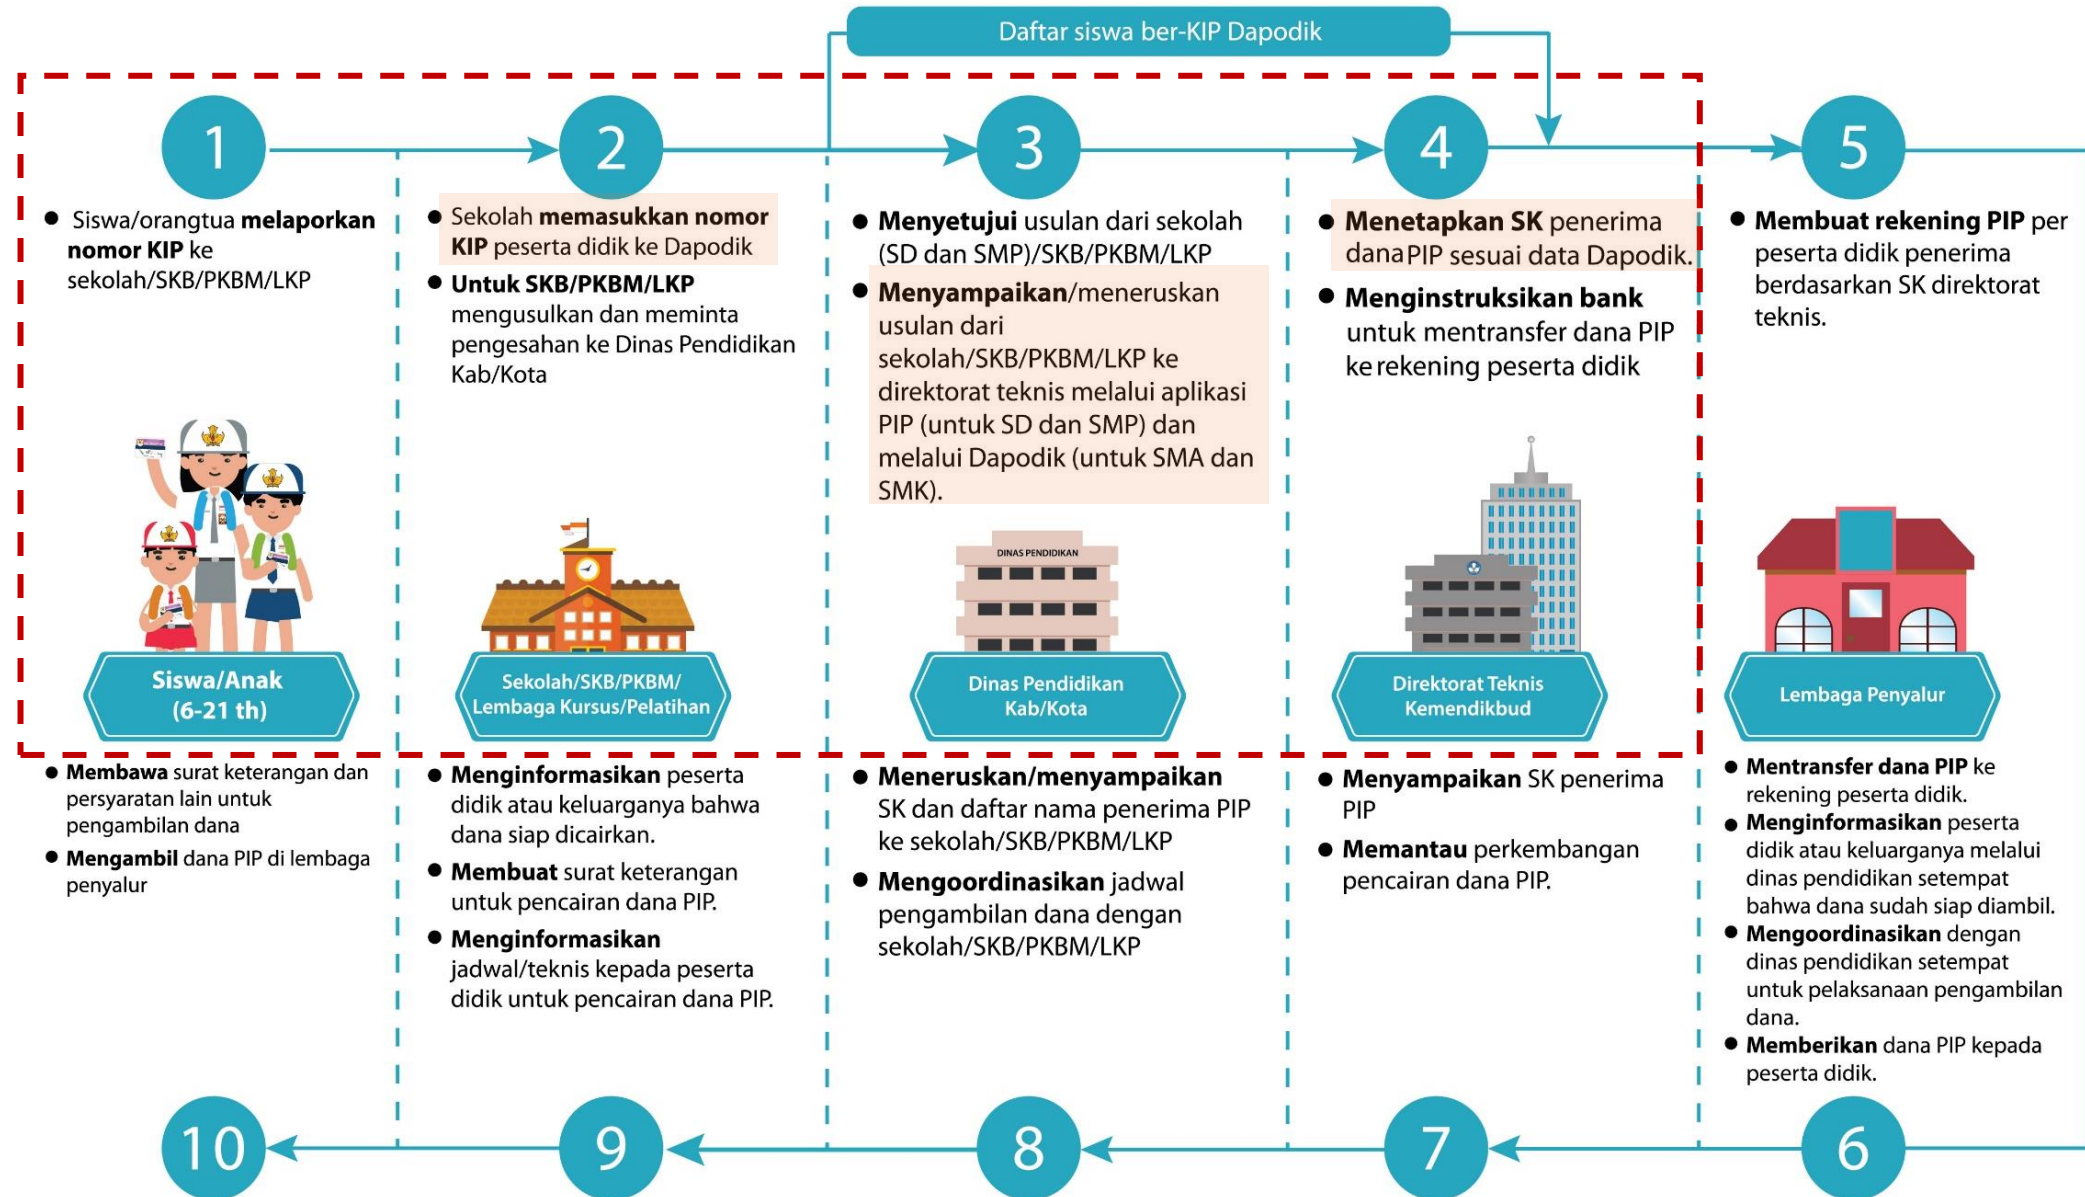 Daftar siswa ber-KIP Dapodik
1
2
3
4
5
● Siswa/orangtua melaporkan
nomor KIP ke
sekolah/SKB/PKBM/LKP
● Sekolah memasukkan nomor
KIP peserta didik ke Dapodik
● Untuk SKB/PKBM/LKP
mengusulkan dan meminta
pengesahan ke Dinas Pendidikan
Kab/Kota
● Menyetujui usulan dari sekolah
(SD dan SMP)/SKB/PKBM/LKP
● Menyampaikan/meneruskan
usulan dari
sekolah/SKB/PKBM/LKP ke
direktorat teknis melalui aplikasi
PIP (untuk SD dan SMP) dan
melalui Dapodik (untuk SMA dan
SMK).
● Menetapkan SK penerima
dana PIP sesuai data Dapodik.
● Menginstruksikan bank
untuk mentransfer dana PIP
ke rekening peserta didik
● Membuat rekening PIP per
peserta didik penerima
berdasarkan SK direktorat
teknis.
DINAS PENDIDIKAN
Siswa/Anak
(6-21 th)
Sekolah/SKB/PKBM/
Lembaga Kursus/Pelatihan
Dinas Pendidikan
Kab/Kota
Direktorat Teknis
Kemendikbud
Lembaga Penyalur
● Membawa surat keterangan dan
persyaratan lain untuk
pengambilan dana
● Mengambil dana PIP di lembaga
penyalur
● Menginformasikan peserta
didik atau keluarganya bahwa
dana siap dicairkan.
● Membuat surat keterangan
untuk pencairan dana PIP.
● Menginformasikan
jadwal/teknis kepada peserta
didik untuk pencairan dana PIP.
● Meneruskan/menyampaikan
SK dan daftar nama penerima PIP
ke sekolah/SKB/PKBM/LKP
● Mengoordinasikan jadwal
pengambilan dana dengan
sekolah/SKB/PKBM/LKP
● Menyampaikan SK penerima
PIP
● Memantau perkembangan
pencairan dana PIP.
● Mentransfer dana PIP ke
rekening peserta didik.
● Menginformasikan peserta
didik atau keluarganya melalui
dinas pendidikan setempat
bahwa dana sudah siap diambil.
● Mengoordinasikan dengan
dinas pendidikan setempat
untuk pelaksanaan pengambilan
dana.
● Memberikan dana PIP kepada
peserta didik.
10
9
8
7
6